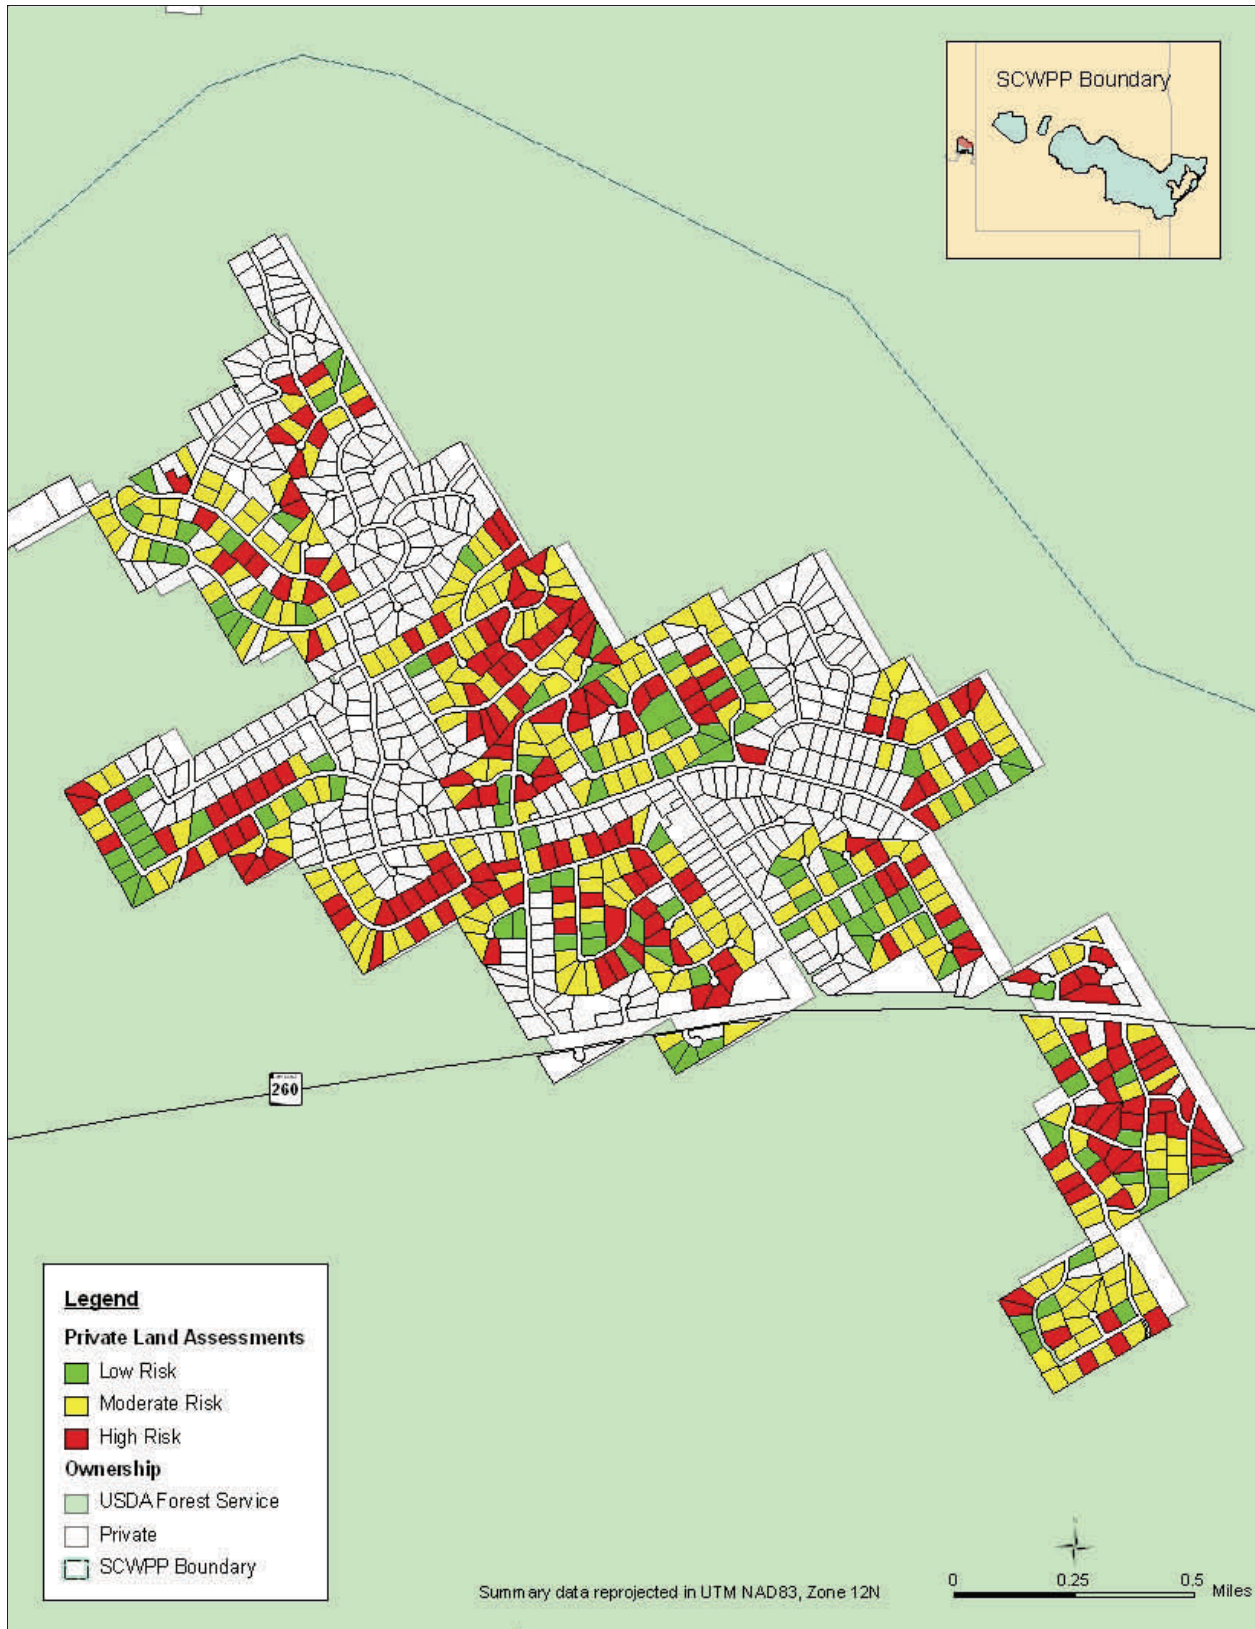 SCWPP Boundary
260
Legend
Private Land Assessments
Low Risk
Moderate Risk
High Risk
Ownership
USDA Forest Service
Private
SCWPP Boundary
Summary data reprojected in UTM NAD83, Zone 12N
0 0.25 0.5
Miles